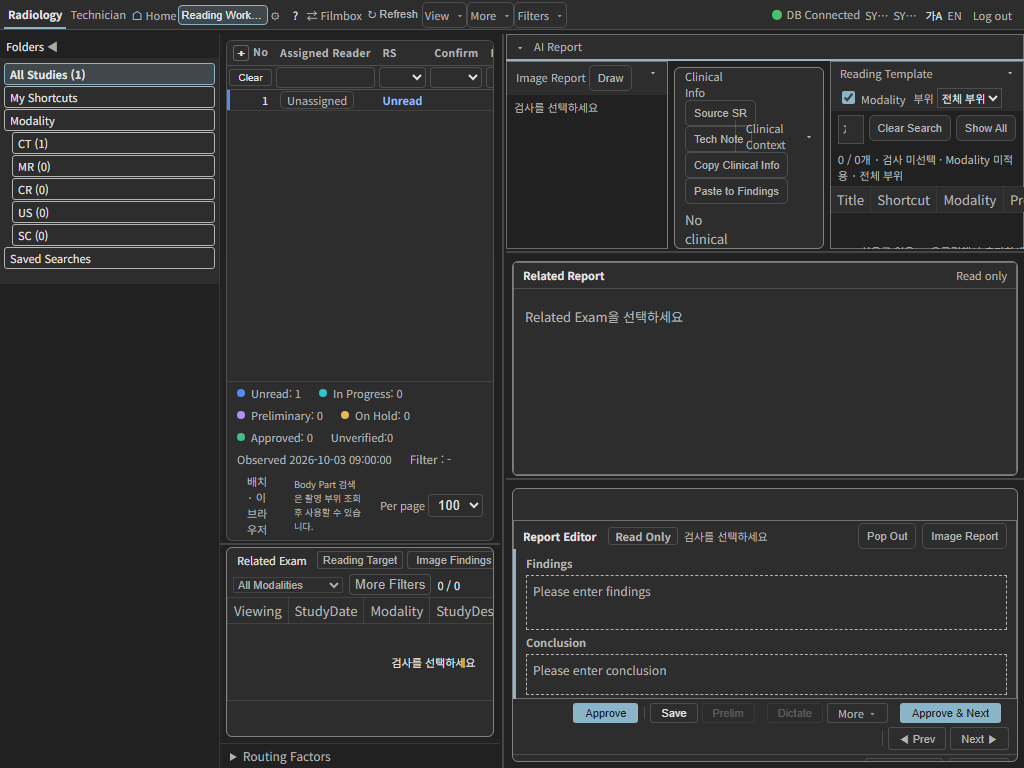 Radiology Technician Home Reading Work... ? Filmbox Refresh View More Filters DB Connected SY··· SY··· 가A EN Log out
Folders
All Studies (1)
My Shortcuts
Modality
CT (1)
MR (0)
CR (0)
US (0)
SC (0)
Saved Searches
No Assigned Reader RS Confirm
Clear
1 Unassigned Unread
Unread: 1 In Progress: 0
Preliminary: 0 On Hold: 0
Approved: 0 Unverified:0
Observed 2026-10-03 09:00:00 Filter : -
배치
· 이
브라
우저
Body Part 검색
은 촬영 부위 조회
후 사용할 수 있습
니다.
Per page 100
Related Exam Reading Target Image Findings
All Modalities More Filters 0 / 0
Viewing StudyDate Modality StudyDes
검사를 선택하세요
Routing Factors
AI Report
Image Report Draw
검사를 선택하세요
Clinical
Info
Source SR
Tech Note
Clinical
Context
Copy Clinical Info
Paste to Findings
No
clinical
Reading Template
Modality 부위 전체 부위
Clear Search Show All
0 / 0개 · 검사 미선택 · Modality 미적
용 · 전체 부위
Title Shortcut Modality Pr
Related Report Read only
Related Exam을 선택하세요
Report Editor Read Only 검사를 선택하세요 Pop Out Image Report
Findings
Please enter findings
Conclusion
Please enter conclusion
Approve Save Prelim Dictate More Approve & Next
Prev Next